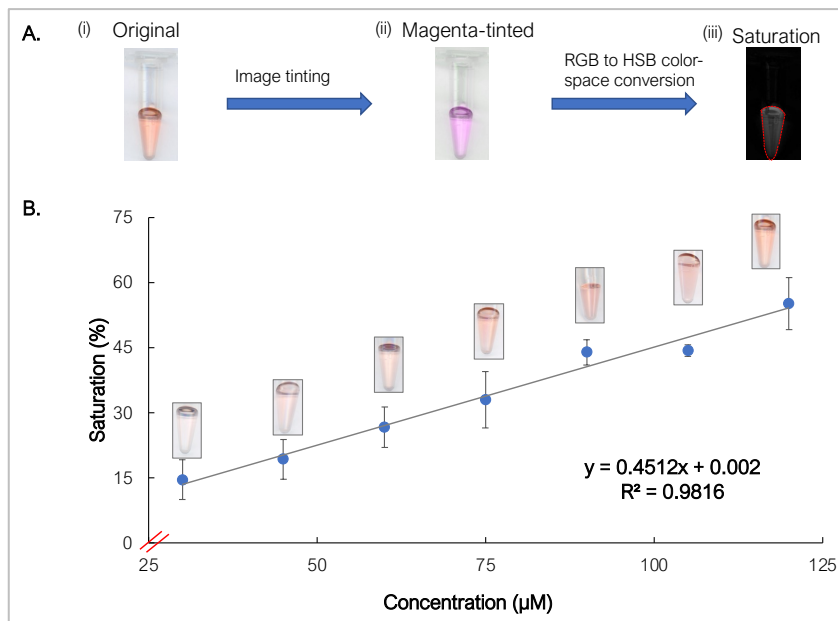 A.
(i) Original
(ii) Magenta-tinted
(iii) Saturation
Image tinting
RGB to HSB color-
space conversion
B.
75
60
45
30
15
0
Saturation (%)
25
50
75
100
125
Concentration (µM)
y = 0.4512x + 0.002
R² = 0.9816